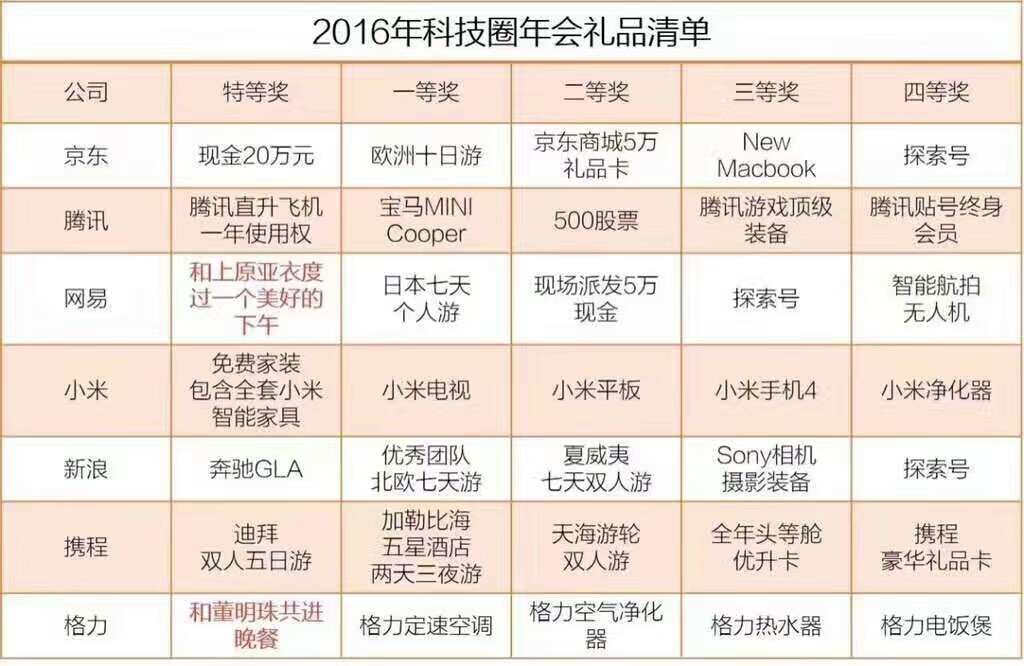 2016年科技圈年会礼品清单
公司 特等奖 一等奖 二等奖 三等奖 四等奖
京东
现金20万元
欧洲十日游
京东商城5万
礼品卡
New
Macbook
探索号
腾讯
腾讯直升飞机
一年使用权
宝马MINI
Cooper
500股票
腾讯游戏顶级
装备
腾讯贴号终身
会员
网易
和上原亚衣度
过一个美好的
下午
日本七天
个人游
现场派发5万
现金
探索号
智能航拍
无人机
小米
免费家装
包含全套小米
智能家具
小米电视
小米平板
小米手机4
小米净化器
新浪
奔驰GLA
优秀团队
北欧七天游
夏威夷
七天双人游
Sony相机
摄影装备
探索号
携程
迪拜
双人五日游
加勒比海
五星酒店
两天三夜游
天海游轮
双人游
全年头等舱
优升卡
携程
豪华礼品卡
格力
和董明珠共进
晚餐
格力定速空调
格力空气净化
器
格力热水器
格力电饭煲